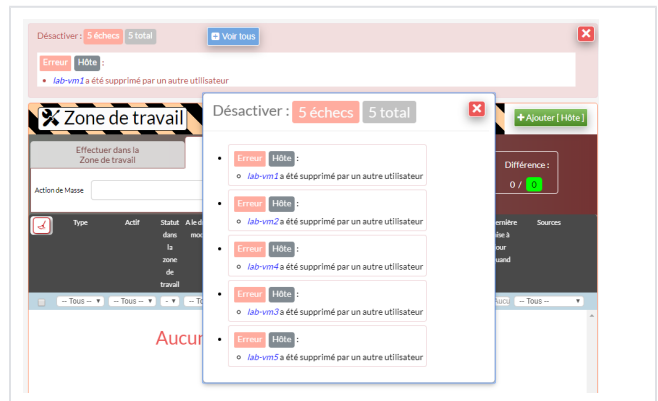 Désactiver : 5 échecs 5 total Voir tous
Erreur Hôte :
lab-vm1 a été supprimé par un autre utilisateur
Zone de travail
Ajouter [ Hôte ]
Effectuer dans la
Zone de travail
Différence :
0 / 0
Action de Masse
Type Actif Statut dans la zone de travail A le
Sources
-- Tous -- -- Tous -- - -- Tous --
Désactiver : 5 échecs 5 total
Erreur Hôte :
lab-vm1 a été supprimé par un autre utilisateur
Erreur Hôte :
lab-vm2 a été supprimé par un autre utilisateur
Erreur Hôte :
lab-vm4 a été supprimé par un autre utilisateur
Erreur Hôte :
lab-vm3 a été supprimé par un autre utilisateur
Erreur Hôte :
lab-vm5 a été supprimé par un autre utilisateur